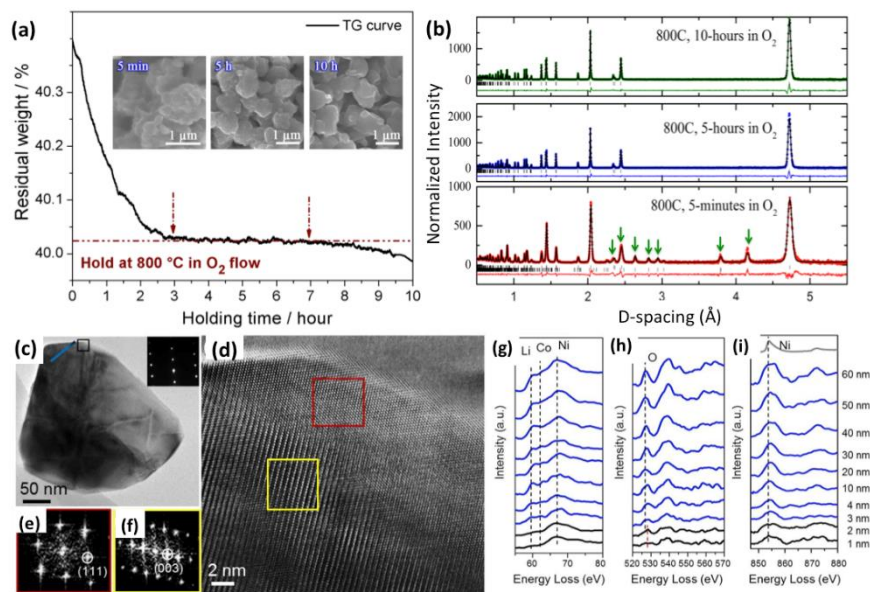 (a)
TG curve
5 min
5 h
10 h
1 µm
1 µm
1 µm
40.3
40.2
40.1
40.0
Residual weight / %
Hold at 800 °C in O2 flow
0 1 2 3 4 5 6 7 8 9 10
Holding time / hour
(b)
800C, 10-hours in O2
1000
0
800C, 5-hours in O2
2000
1000
0
1000
800C, 5-minutes in O2
500
0
Normalized Intensity
1 2 3 4 5
D-spacing (Å)
(c)
50 nm
(d)
2 nm
(e)
(111)
(f)
(003)
(g)
Li Co Ni
Intensity (a.u.)
60 70 80
Energy Loss (eV)
(h)
O
Intensity (a.u.)
520 530 540 550 560 570
Energy Loss (eV)
(i)
Ni
Intensity (a.u.)
60 nm
50 nm
40 nm
30 nm
20 nm
10 nm
4 nm
3 nm
2 nm
1 nm
850 860 880
Energy Loss (eV)